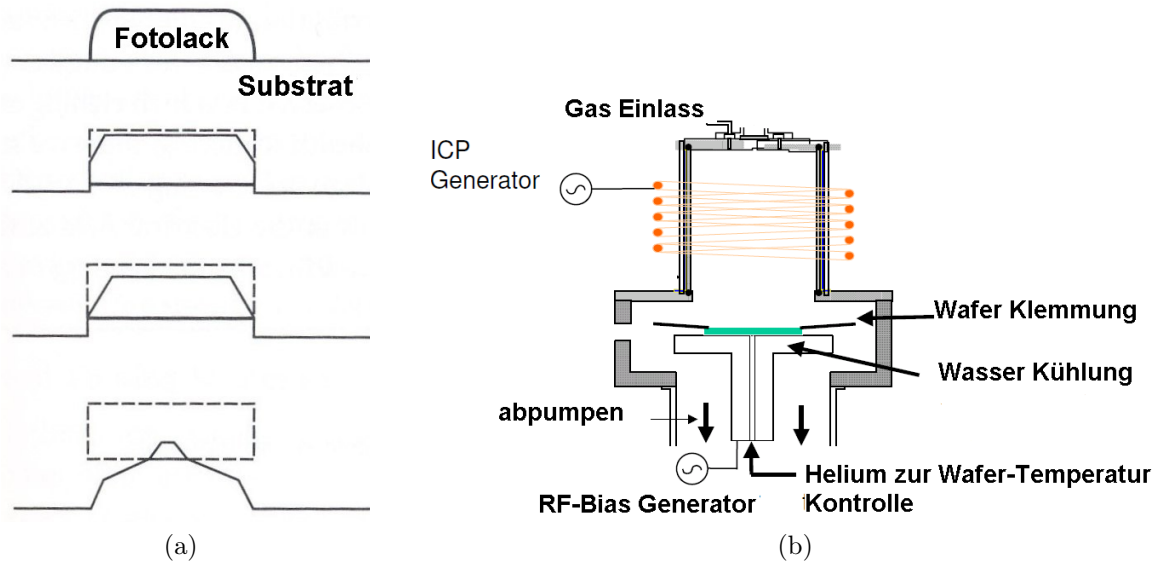 Fotolack
Substrat
(a)
Gas Einlass
ICP
Generator
Wafer Klemmung
Wasser Kühlung
abpumpen
Helium zur Wafer-Temperatur
RF-Bias Generator
Kontrolle
(b)